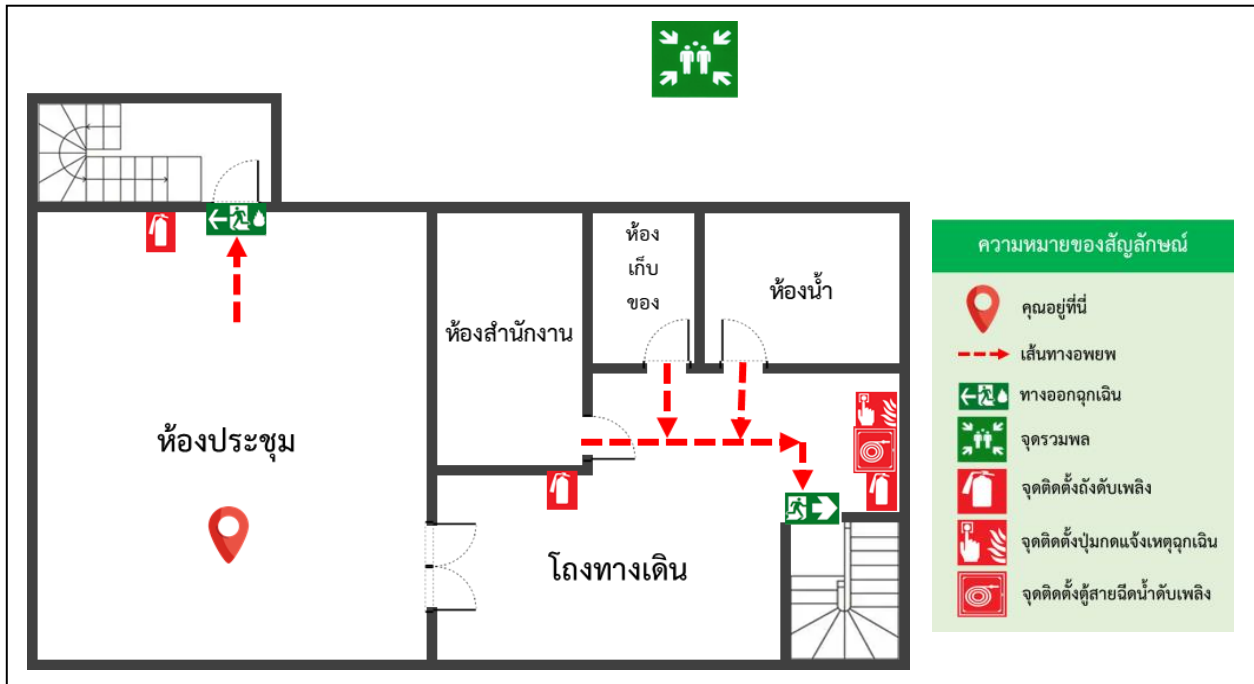 ห้อง
เก็บ
ของ
ห้องน้ำ
ห้องสำนักงาน
ห้องประชุม
โถงทางเดิน
ความหมายของสัญลักษณ์
คุณอยู่ที่นี่
เส้นทางอพยพ
ทางออกฉุกเฉิน
จุดรวมพล
จุดติดตั้งถังดับเพลิง
จุดติดตั้งปุ่มกดแจ้งเหตุฉุกเฉิน
จุดติดตั้งตู้สายฉีดน้ำดับเพลิง